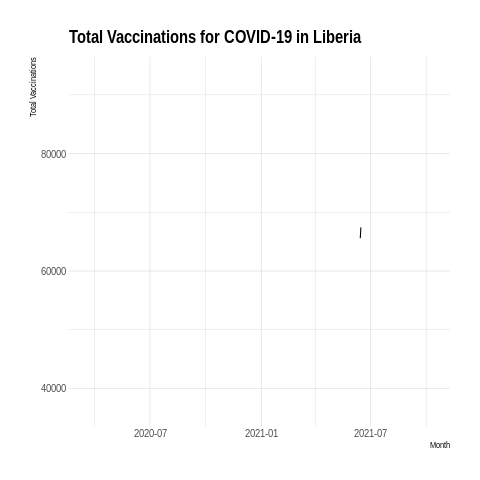 Total Vaccinations for COVID-19 in Liberia
Total Vaccinations
80000
60000
40000
2020-07
2021-01
2021-07
Month